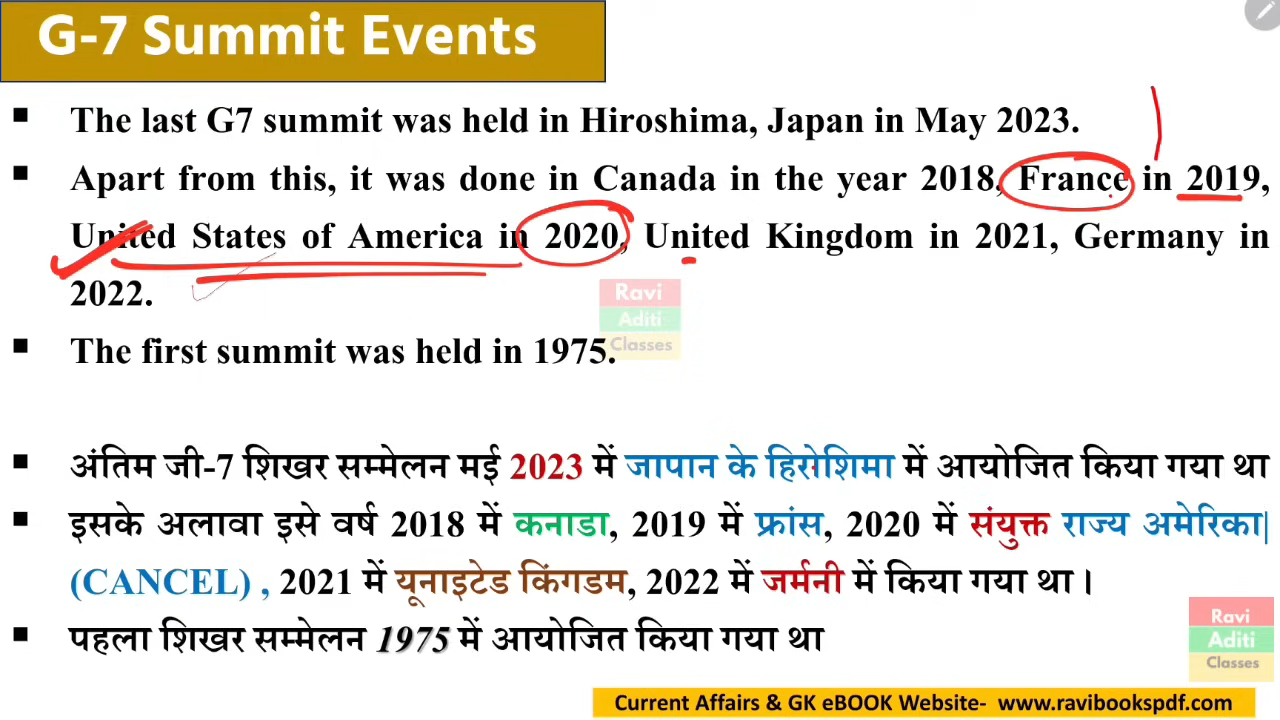 G-7 Summit Events
▪ The last G7 summit was held in Hiroshima, Japan in May 2023.
▪ Apart from this, it was done in Canada in the year 2018, France in 2019,
United States of America in 2020, United Kingdom in 2021, Germany in
2022.
Ravi
Aditi
Classes
▪ The first summit was held in 1975.
▪ अंतिम जी-7 शिखर सम्मेलन मई 2023 में जापान के हिरोशिमा में आयोजित किया गया था
▪ इसके अलावा इसे वर्ष 2018 में कनाडा, 2019 में फ्रांस, 2020 में संयुक्त राज्य अमेरिका|
(CANCEL) , 2021 में यूनाइटेड किंगडम, 2022 में जर्मनी में किया गया था।
▪ पहला शिखर सम्मेलन 1975 में आयोजित किया गया था
Ravi
Aditi
Classes
Current Affairs & GK eBOOK Website- www.ravibookspdf.com